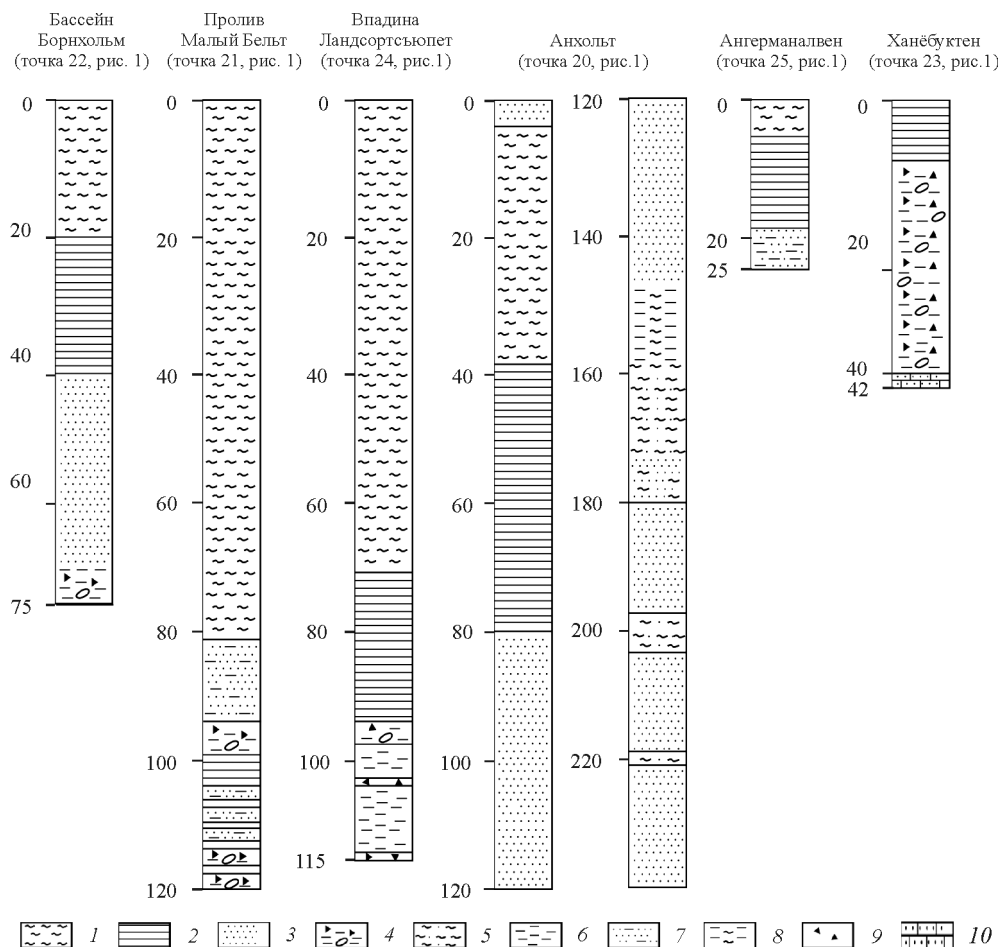 Бассейн
Борнхольм
(точка 22, рис. 1)
Пролив
Малый Бельт
(точка 21, рис. 1)
Впадина
Ландсортсъюпет
(точка 24, рис.1)
Анхольт
(точка 20, рис.1)
Ангерманалвен
(точка 25, рис.1)
Ханёбуктен
(точка 23, рис.1)
0
20
40
60
75
0
20
40
60
80
100
120
0
20
40
60
80
100
115
0
20
40
60
80
100
120
120
140
160
180
200
220
0
20
25
0
20
40
42
1 2 3 4 5 6 7 8 9 10